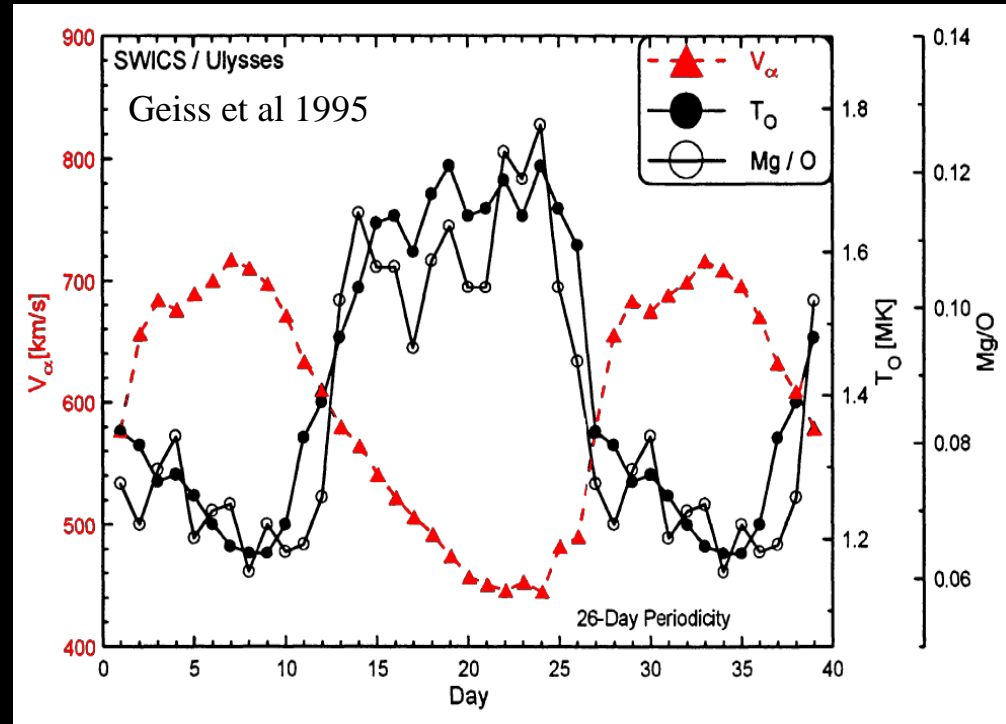 SWICS / Ulysses
Geiss et al 1995
Vα
TO
Mg / O
900
800
700
600
500
400
Vα[km/s]
1.8
1.6
1.4
1.2
TO [MK]
0.14
0.12
0.10
0.08
0.06
Mg/O
26-Day Periodicity
0 5 10 15 20 25 30 35 40
Day